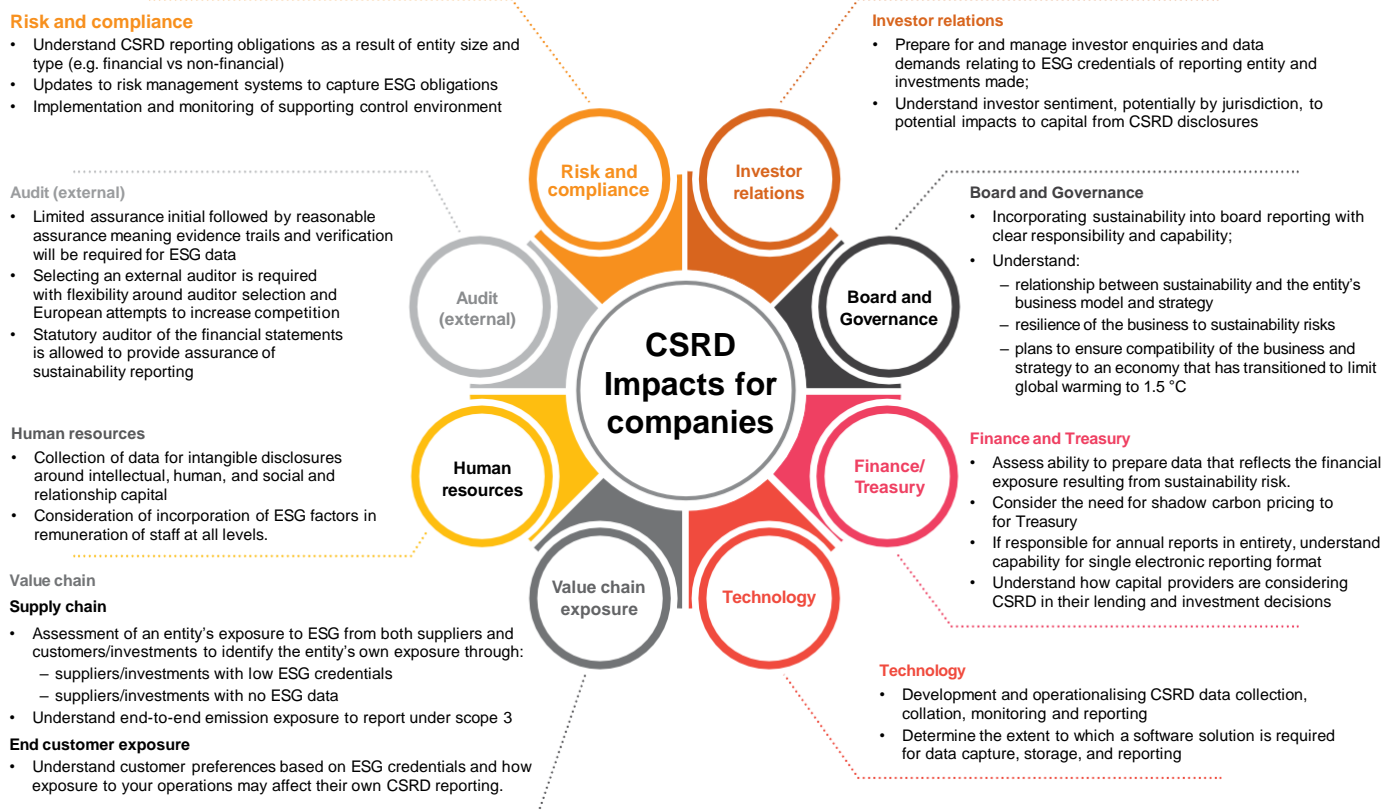 Risk and compliance
• Understand CSRD reporting obligations as a result of entity size and
type (e.g. financial vs non-financial)
• Updates to risk management systems to capture ESG obligations
• Implementation and monitoring of supporting control environment
Audit (external)
• Limited assurance initial followed by reasonable
assurance meaning evidence trails and verification
will be required for ESG data
• Selecting an external auditor is required
with flexibility around auditor selection and
European attempts to increase competition
• Statutory auditor of the financial statements
is allowed to provide assurance of
sustainability reporting
Human resources
• Collection of data for intangible disclosures
around intellectual, human, and social and
relationship capital
• Consideration of incorporation of ESG factors in
remuneration of staff at all levels.
Value chain
Supply chain
• Assessment of an entity's exposure to ESG from both suppliers and
customers/investments to identify the entity's own exposure through:
– suppliers/investments with low ESG credentials
– suppliers/investments with no ESG data
• Understand end-to-end emission exposure to report under scope 3
End customer exposure
• Understand customer preferences based on ESG credentials and how
exposure to your operations may affect their own CSRD reporting.
Risk and
compliance
Investor
relations
Audit
(external)
Board and
Governance
CSRD
Impacts for
companies
Human
resources
Finance/
Treasury
Value chain
exposure
Technology
Investor relations
• Prepare for and manage investor enquiries and data
demands relating to ESG credentials of reporting entity and
investments made;
• Understand investor sentiment, potentially by jurisdiction, to
potential impacts to capital from CSRD disclosures
Board and Governance
• Incorporating sustainability into board reporting with
clear responsibility and capability;
• Understand:
– relationship between sustainability and the entity's
business model and strategy
– resilience of the business to sustainability risks
– plans to ensure compatibility of the business and
strategy to an economy that has transitioned to limit
global warming to 1.5 °C
Finance and Treasury
• Assess ability to prepare data that reflects the financial
exposure resulting from sustainability risk.
• Consider the need for shadow carbon pricing to
for Treasury
• If responsible for annual reports in entirety, understand
capability for single electronic reporting format
• Understand how capital providers are considering
CSRD in their lending and investment decisions
Technology
• Development and operationalising CSRD data collection,
collation, monitoring and reporting
• Determine the extent to which a software solution is required
for data capture, storage, and reporting